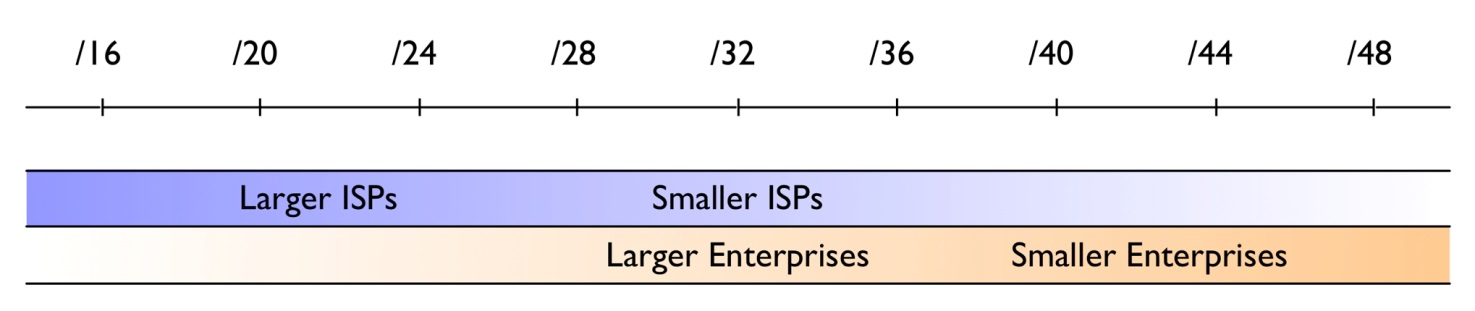 /16 /20 /24 /28 /32 /36 /40 /44 /48
Larger ISPs Smaller ISPs
Larger Enterprises Smaller Enterprises